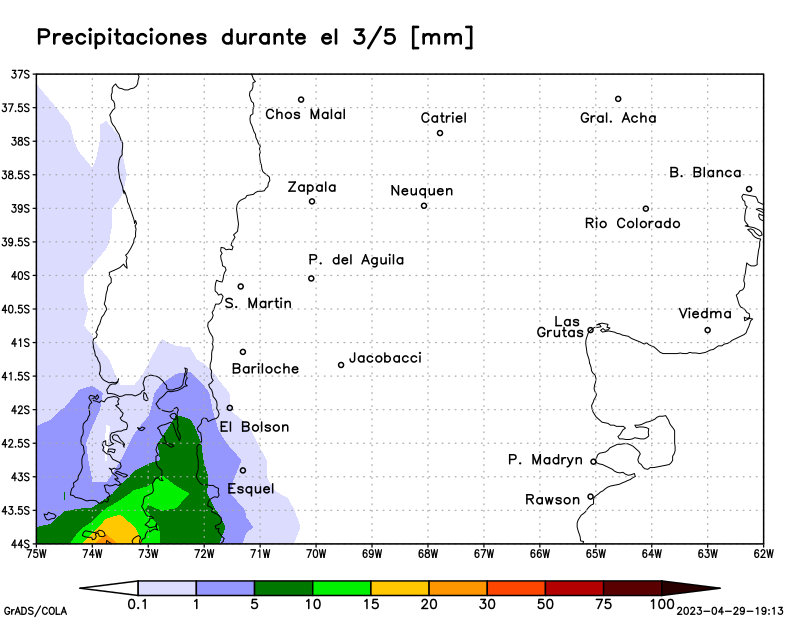 Precipitaciones durante el 3/5 [mm]
37S
37.5S
38S
38.5S
39S
39.5S
40S
40.5S
41S
41.5S
42S
42.5S
43S
43.5S
44S
Chos Malal
Catriel
Gral. Acha
B. Blanca
Zapala
Neuquen
Rio Colorado
P. del Aguila
S. Martin
Las
Grutas
Viedma
Bariloche
Jacobacci
El Bolson
P. Madryn
Esquel
Rawson
75W 74W 73W 72W 71W 70W 69W 68W 67W 66W 65W 64W 63W 62W
0.1 1 5 10 15 20 30 50 75 100
GrADS/COLA
2023-04-29-19:13